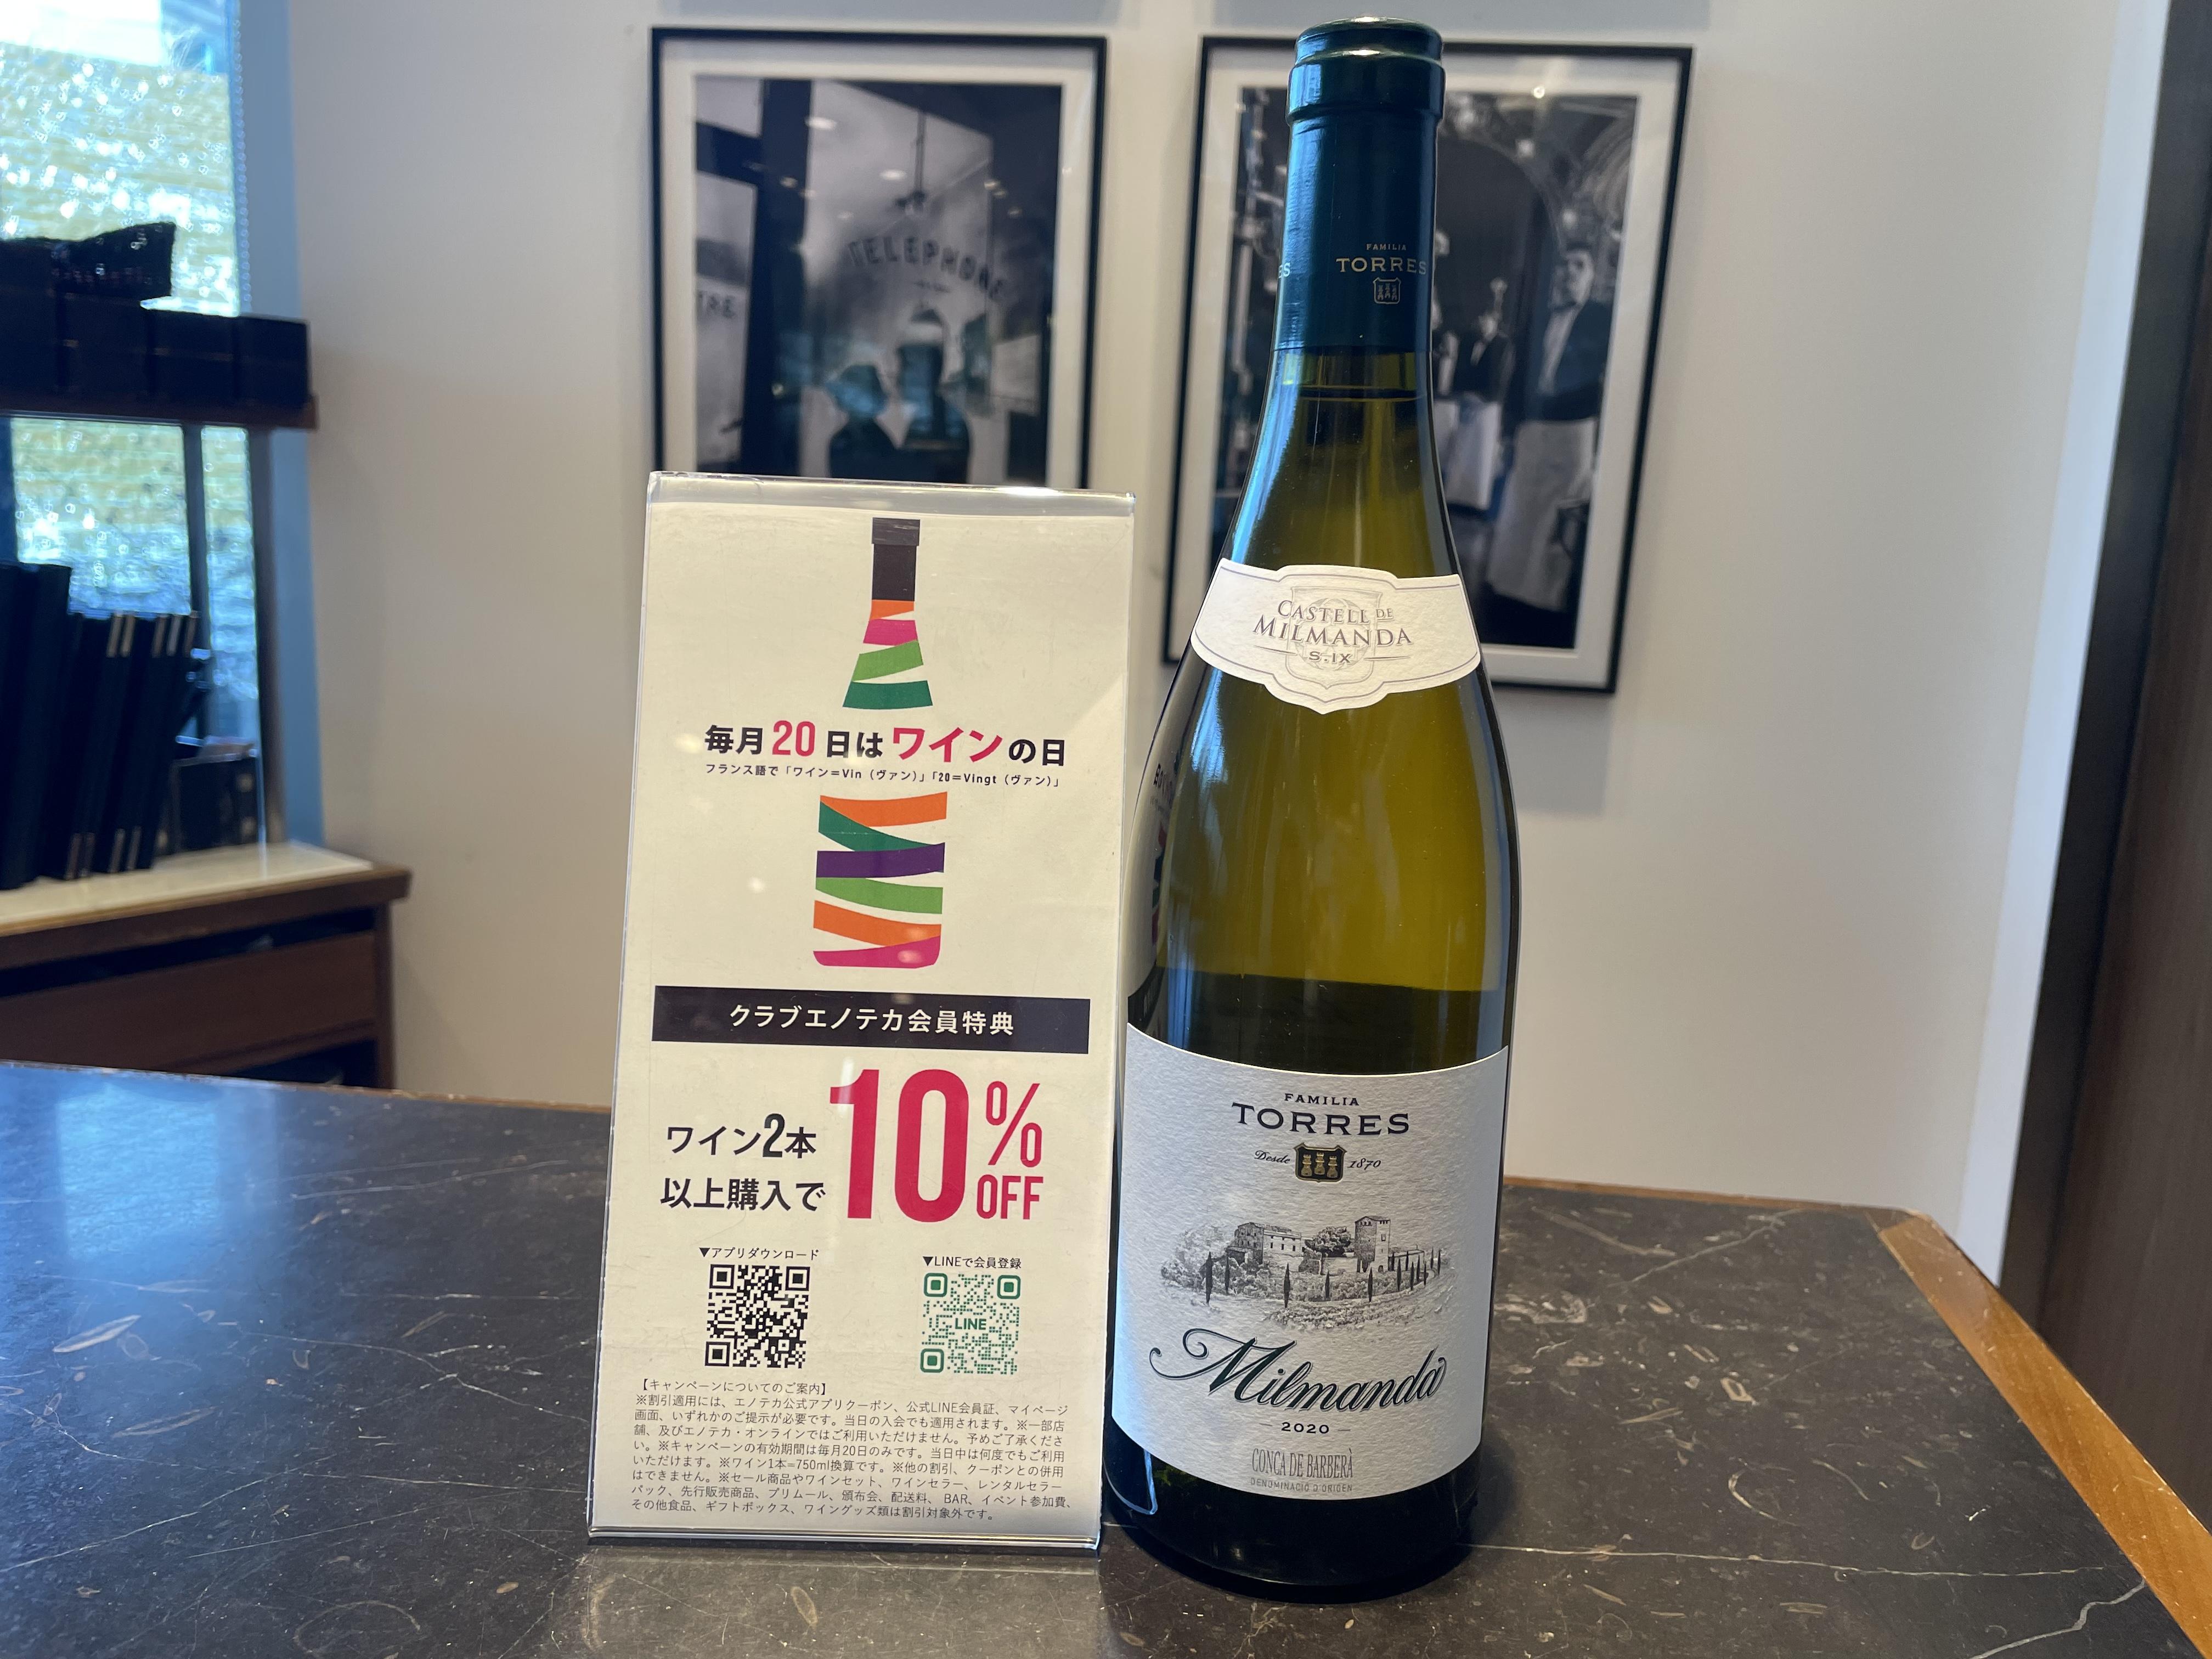 TELEPHONE
TRE
毎月20日はワインの日
フランス語で「ワイン=Vin（ヴァン）」「20=Vingt（ヴァン）」
クラブエノテカ会員特典
ワイン2本
以上購入で
10%
OFF
▼アプリダウンロード
▼LINEで会員登録
LINE
【キャンペーンについてのご案内】
※割引適用には、エノテカ公式アプリクーポン、公式LINE会員証、マイページ
画面、いずれかのご提示が必要です。当日の入会でも適用されます。※一部店
舗、及びエノテカ・オンラインではご利用いただけません。予めご了承くださ
い。※キャンペーンの有効期間は毎月20日のみです。当日中は何度でもご利用
いただけます。※ワイン1本=750ml換算です。※他の割引、クーポンとの併用
はできません。※セール商品やワインセット、ワインセラー、レンタルセラー
パック、先行販売商品、プリムール、頒布会、配送料、BAR、イベント参加費、
その他食品、ギフトボックス、ワイングッズ類は割引対象外です。
FAMILIA
TORRES
ES
CASTELL DE
MILMANDA
S.IX
FAMILIA
TORRES
Desde 1870
Milmanda
2020
CONCA DE BARBERÀ
DENOMINACIÓ D'ORIGEN